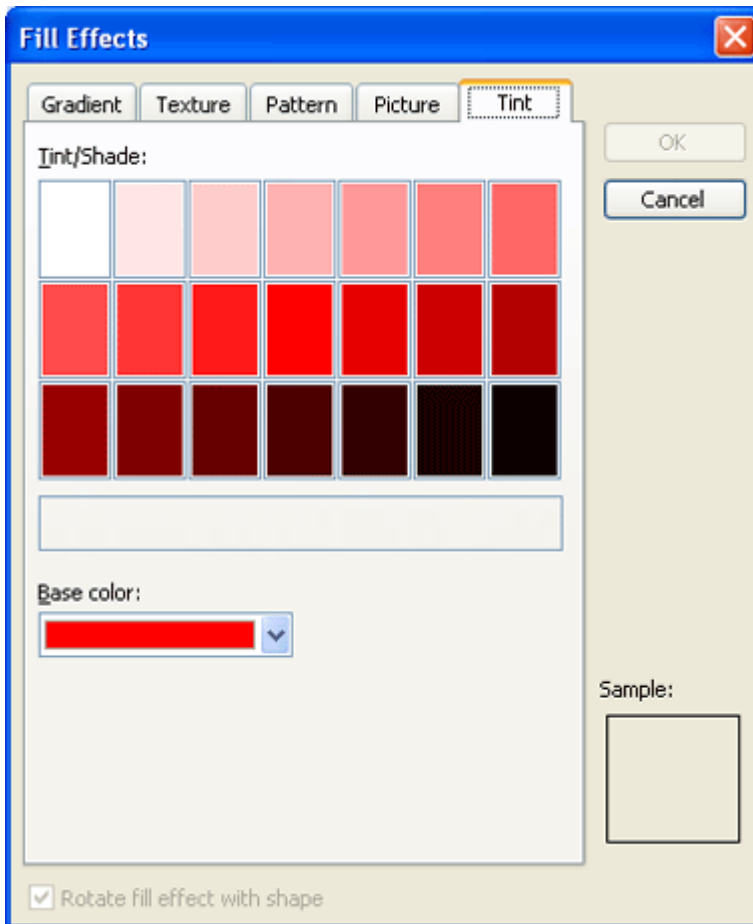 Fill Effects
Gradient Texture Pattern Picture Tint
Tint/Shade:
OK
Cancel
Base color:
Sample:
Rotate fill effect with shape